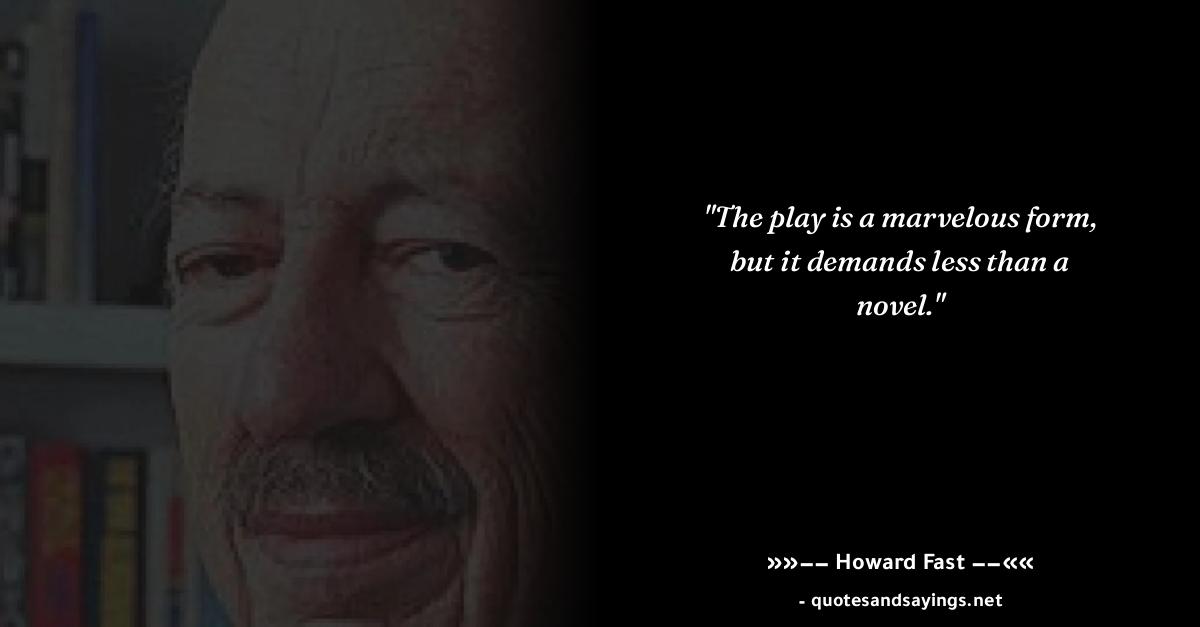 "The play is a marvelous form,
but it demands less than a
novel."
»»−− Howard Fast −−««
- quotesandsayings.net